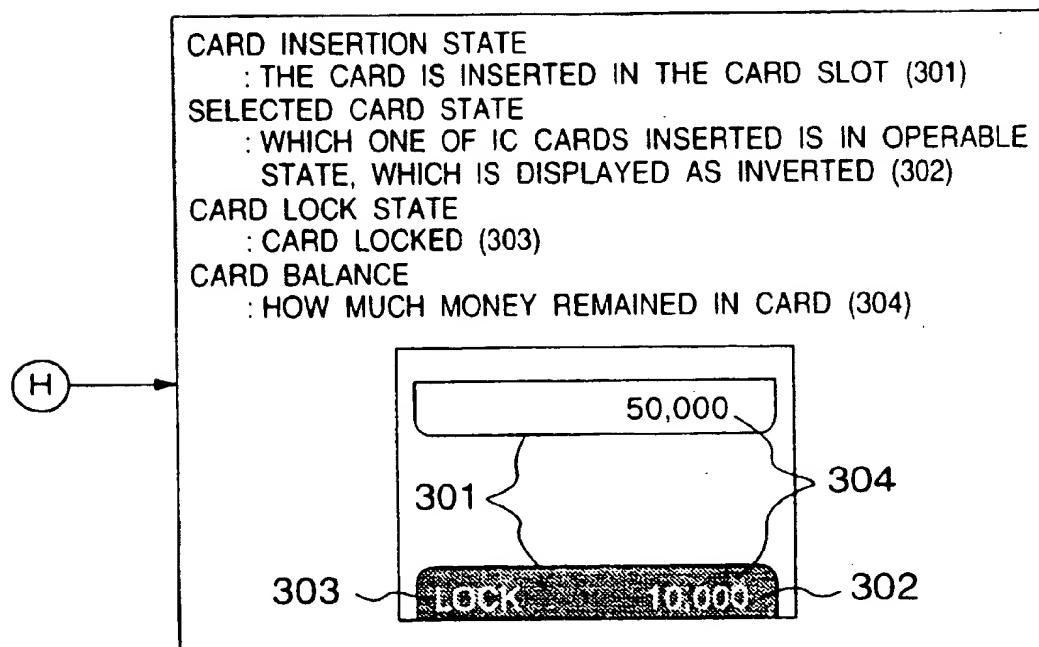 CARD INSERTION STATE
: THE CARD IS INSERTED IN THE CARD SLOT (301)
SELECTED CARD STATE
: WHICH ONE OF IC CARDS INSERTED IS IN OPERABLE
STATE, WHICH IS DISPLAYED AS INVERTED (302)
CARD LOCK STATE
: CARD LOCKED (303)
CARD BALANCE
: HOW MUCH MONEY REMAINED IN CARD (304)
H
50,000
301
304
303
LOCK
10,000
302